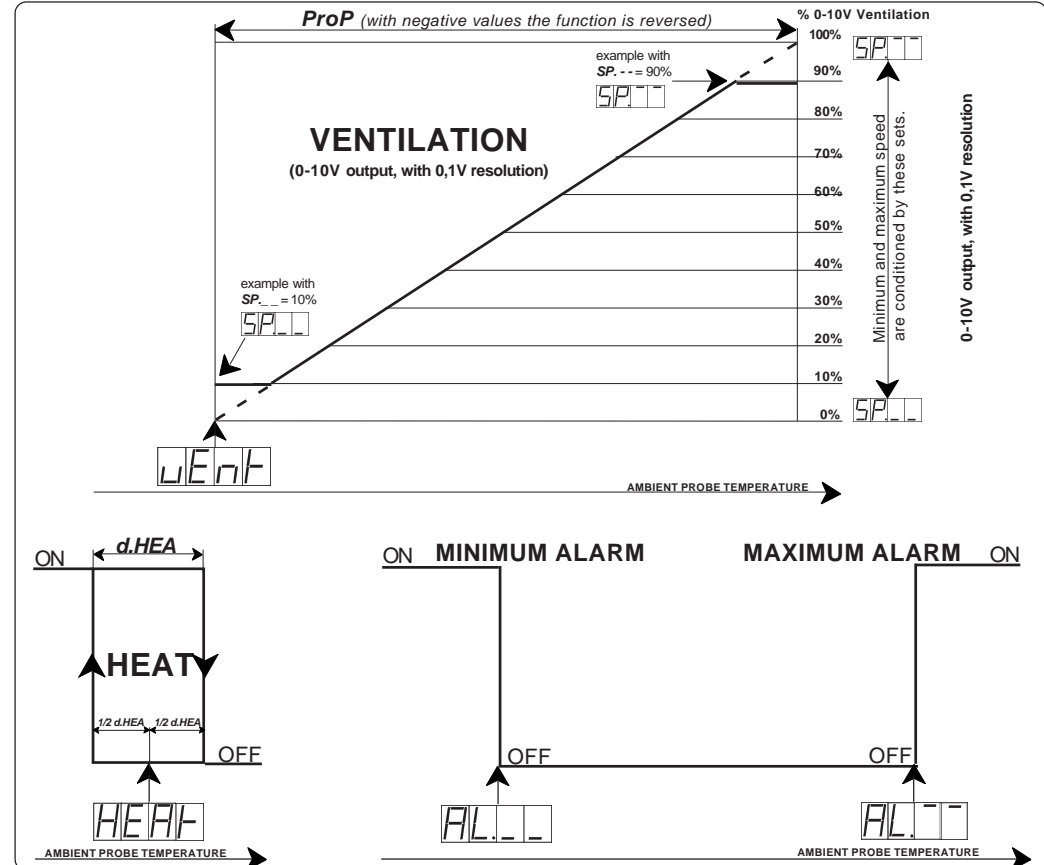 ProP (with negative values the function is reversed)
% 0-10V Ventilation
100%
SP.¯ ¯
example with
SP. - - = 90%
SP.¯ ¯
90%
80%
VENTILATION
(0-10V output, with 0,1V resolution)
70%
60%
50%
40%
30%
20%
10%
0%
Minimum and maximum speed
are conditioned by these sets.
0-10V output, with 0,1V resolution
example with
SP._ _ = 10%
SP._ _
SP._ _
vEnt
AMBIENT PROBE TEMPERATURE
ON
d.HEA
HEAT
1/2 d.HEA
1/2 d.HEA
OFF
HEAt
AMBIENT PROBE TEMPERATURE
ON
MINIMUM ALARM
MAXIMUM ALARM
ON
OFF
OFF
AL._ _
AL.¯ ¯
AMBIENT PROBE TEMPERATURE